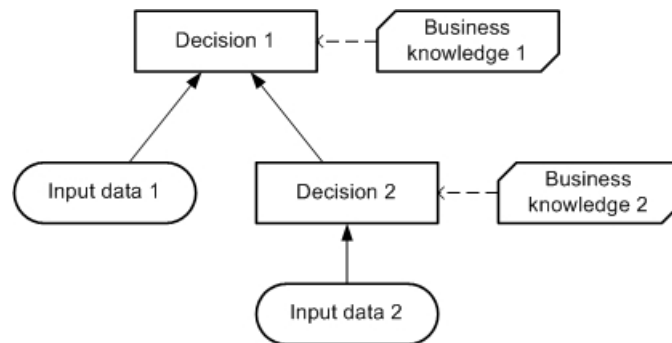 Decision 1
Business
knowledge 1
Input data 1
Decision 2
Business
knowledge 2
Input data 2